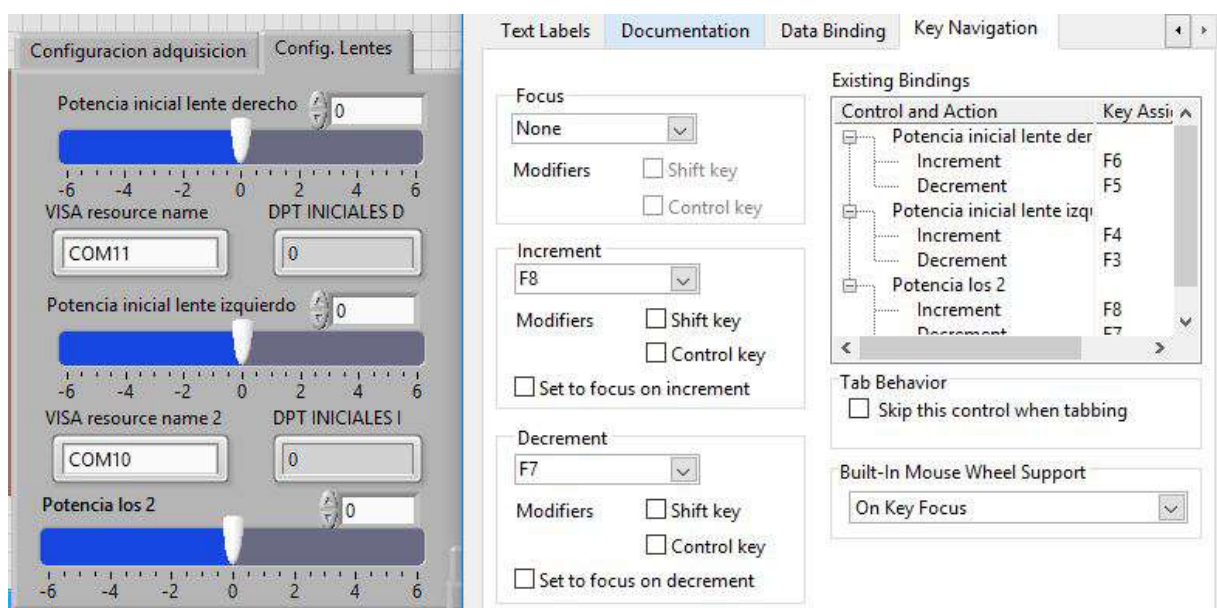 Configuracion adquisicion
Config. Lentes
Potencia inicial lente derecho
0
-6 -4 -2 0 2 4 6
VISA resource name
DPT INICIALES D
COM11
0
Potencia inicial lente izquierdo
0
-6 -4 -2 0 2 4 6
VISA resource name 2
DPT INICIALES I
COM10
0
Potencia los 2
0
-6 -4 -2 0 2 4 6
Text Labels
Documentation
Data Binding
Key Navigation
Focus
None
Modifiers
Shift key
Control key
Increment
F8
Modifiers
Shift key
Control key
Set to focus on increment
Decrement
F7
Modifiers
Shift key
Control key
Set to focus on decrement
Existing Bindings
Control and Action Key Assi
Potencia inicial lente der
Increment F6
Decrement F5
Potencia inicial lente izq
Increment F4
Decrement F3
Potencia los 2
Increment F8
Decrement F7
Tab Behavior
Skip this control when tabbing
Built-In Mouse Wheel Support
On Key Focus